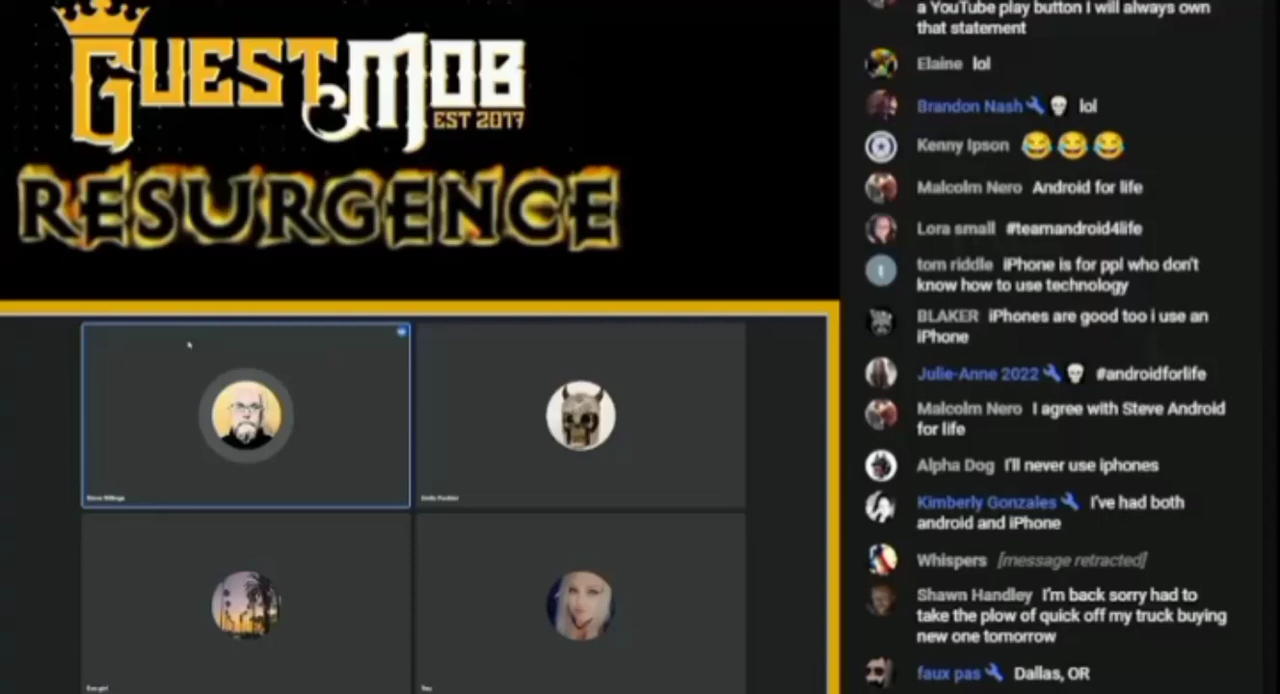 GUESTMOB
EST 2017
RESURGENCE
a YouTube play button I will always own
that statement
Elaine lol
Brandon Nash lol
Kenny Ipson 😂😂😂
Malcolm Nero Android for life
Lora small #teamandroid4life
tom riddle iPhone is for ppl who don't
know how to use technology
BLAKER iPhones are good too i use an
iPhone
Julie-Anne 2022 #androidforlife
Malcolm Nero I agree with Steve Android
for life
Alpha Dog I'll never use iphones
Kimberly Gonzales I've had both
android and iPhone
Whispers [message retracted]
Shawn Handley I'm back sorry had to
take the plow of quick off my truck buying
new one tomorrow
faux pas Dallas, OR
You